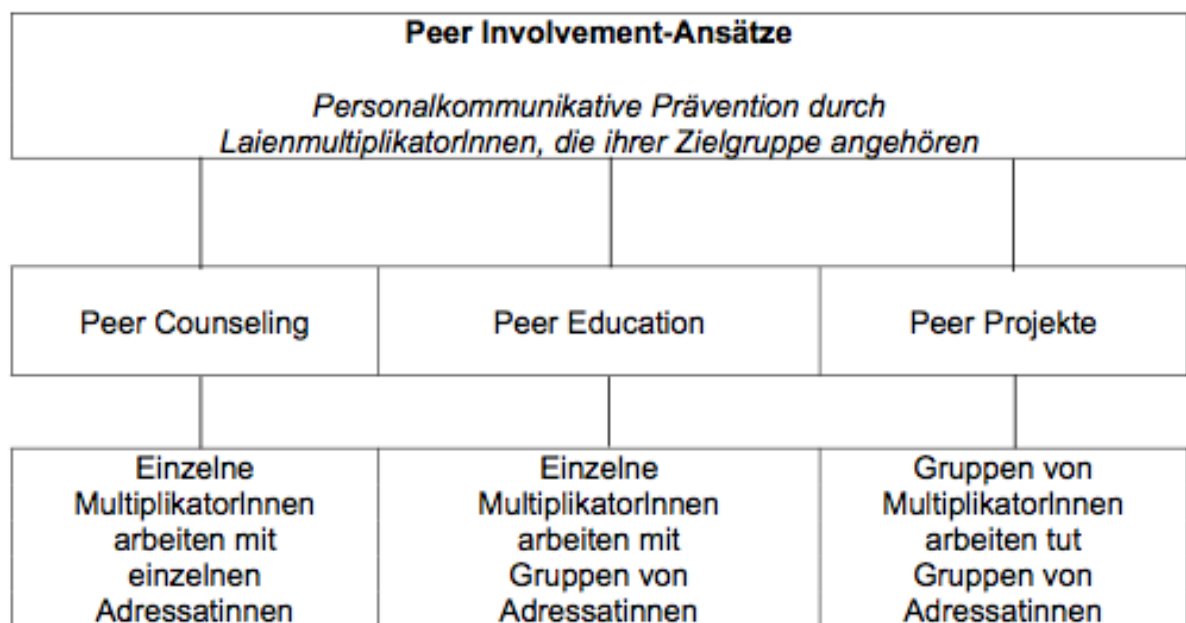 Peer Involvement-Ansätze
Personalkommunikative Prävention durch
LaienmultiplikatorInnen, die ihrer Zielgruppe angehören
Peer Counseling
Peer Education
Peer Projekte
Einzelne
MultiplikatorInnen
arbeiten mit
einzelnen
Adressatinnen
Einzelne
MultiplikatorInnen
arbeiten mit
Gruppen von
Adressatinnen
Gruppen von
MultiplikatorInnen
arbeiten tut
Gruppen von
Adressatinnen